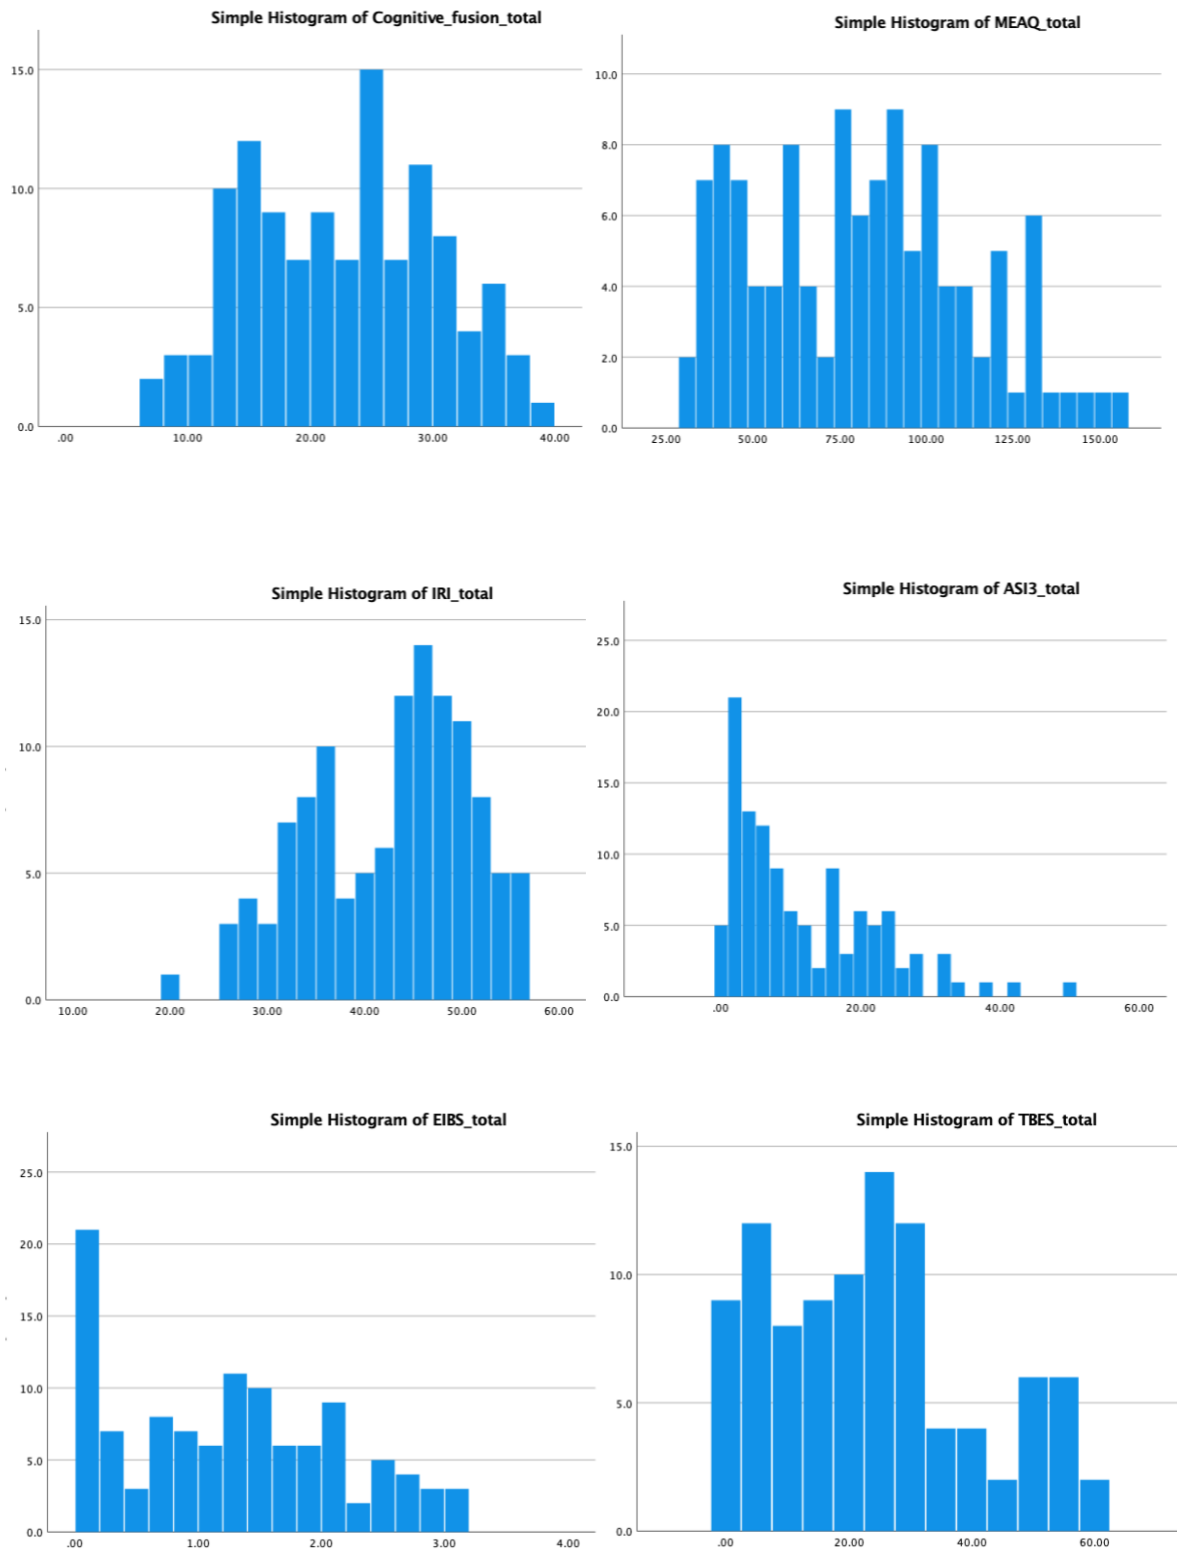 Simple Histogram of Cognitive_fusion_total
15.0
10.0
5.0
0.0
.00 10.00 20.00 30.00 40.00
Simple Histogram of MEAQ_total
10.0
8.0
6.0
4.0
2.0
0.0
25.00 50.00 75.00 100.00 125.00 150.00
Simple Histogram of IRI_total
15.0
10.0
5.0
0.0
10.00 20.00 30.00 40.00 50.00 60.00
Simple Histogram of ASI3_total
25.0
20.0
15.0
10.0
5.0
0.0
.00 20.00 40.00 60.00
Simple Histogram of EIBS_total
25.0
20.0
15.0
10.0
5.0
0.0
.00 1.00 2.00 3.00 4.00
Simple Histogram of TBES_total
15.0
10.0
5.0
0.0
.00 20.00 40.00 60.00